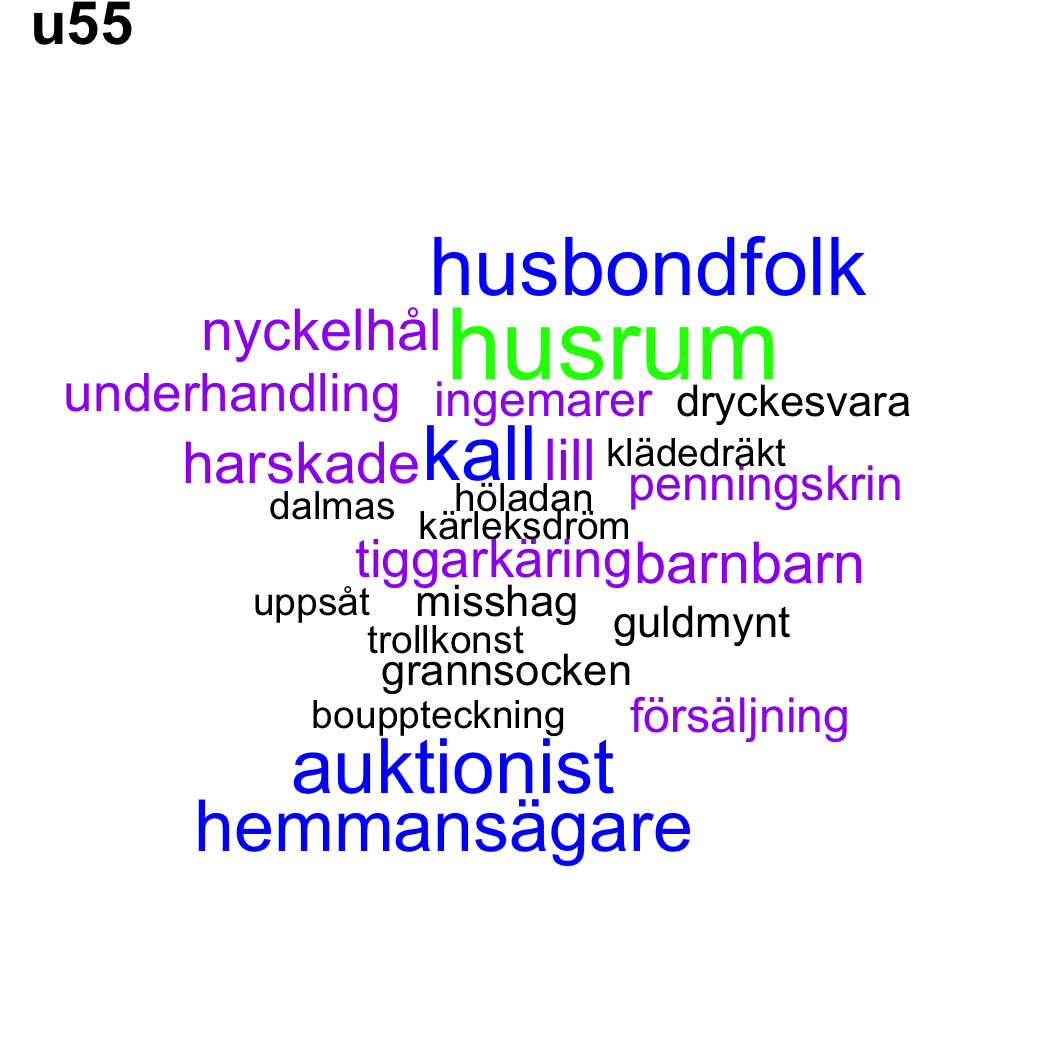 u55
husbondfolk
nyckelhål husrum
underhandling ingemarer dryckesvara
harskade kall lill klädedräkt
penningskrin
dalmas höladan
kärleksdröm
tiggarkäring barnbarn
uppsåt misshag guldmynt
trollkonst
grannsocken
bouppteckning försäljning
auktionist
hemmansägare